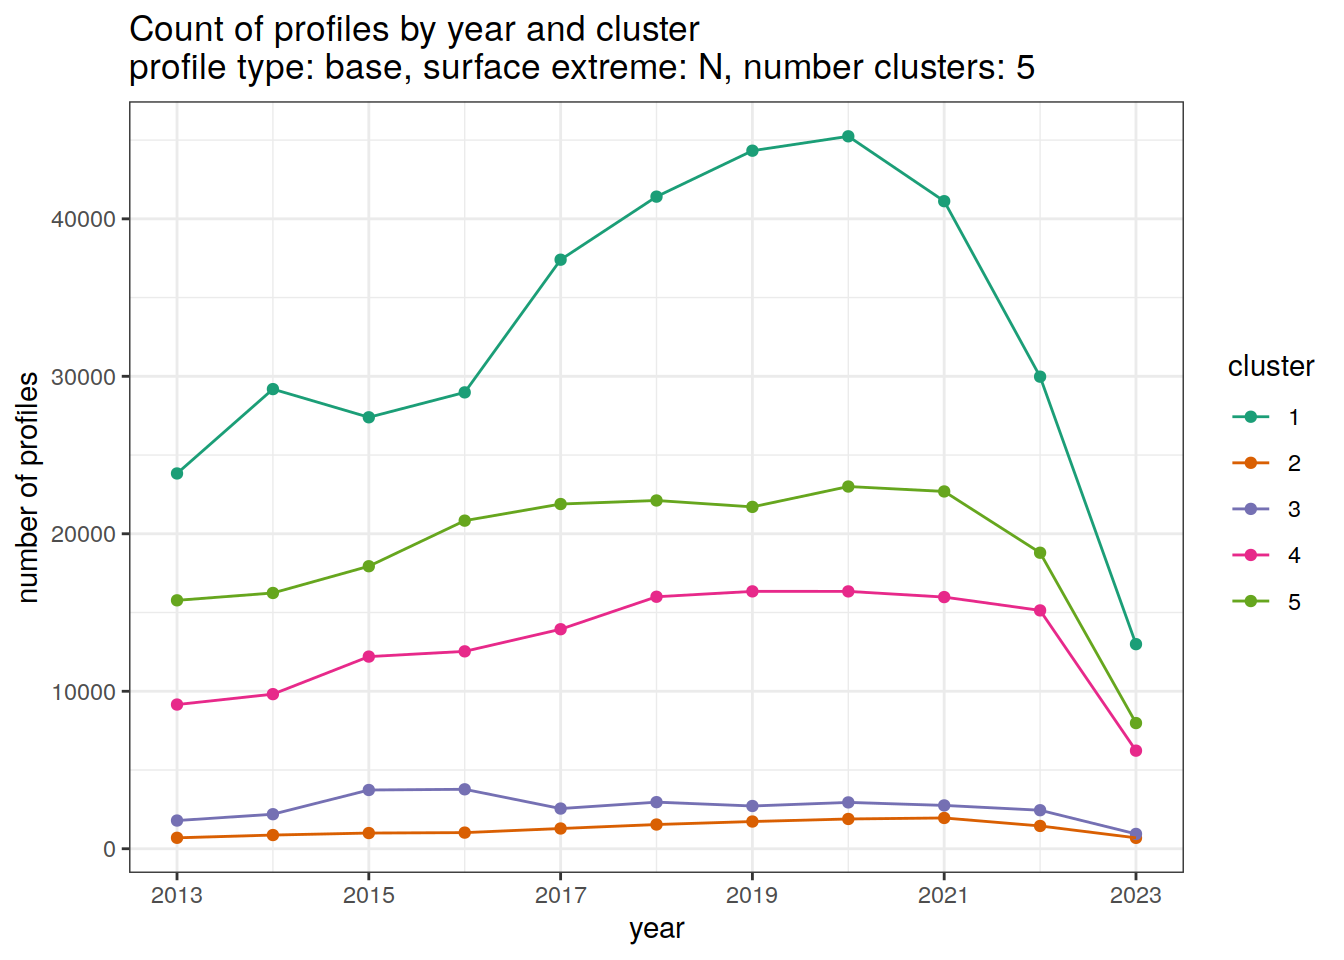 Count of profiles by year and cluster
profile type: base, surface extreme: N, number clusters: 5
number of profiles
40000
30000
20000
10000
0
2013 2015 2017 2019 2021 2023
year
cluster
1
2
3
4
5